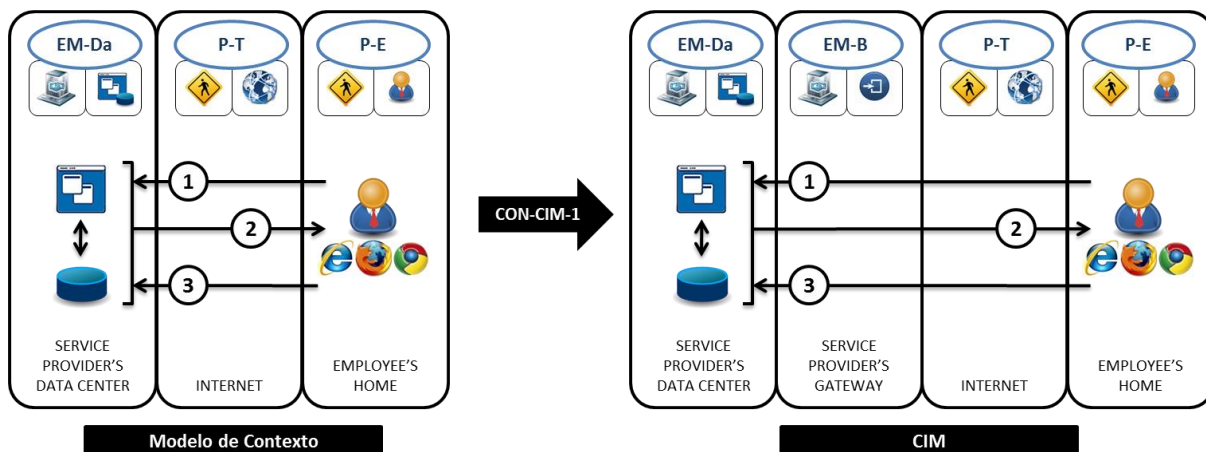 EM-Da
P-T
P-E
1
2
3
SERVICE
PROVIDER'S
DATA CENTER
INTERNET
EMPLOYEE'S
HOME
Modelo de Contexto
CON-CIM-1
EM-Da
EM-B
P-T
P-E
1
2
3
SERVICE
PROVIDER'S
DATA CENTER
SERVICE
PROVIDER'S
GATEWAY
INTERNET
EMPLOYEE'S
HOME
CIM